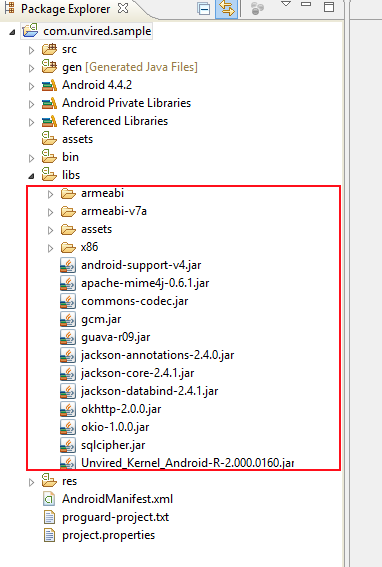 Package Explorer
com.unvired.sample
src
gen [Generated Java Files]
Android 4.4.2
Android Private Libraries
Referenced Libraries
assets
bin
libs
armeabi
armeabi-v7a
assets
x86
android-support-v4.jar
apache-mime4j-0.6.1.jar
commons-codec.jar
gcm.jar
guava-r09.jar
jackson-annotations-2.4.0.jar
jackson-core-2.4.1.jar
jackson-databind-2.4.1.jar
okhttp-2.0.0.jar
okio-1.0.0.jar
sqlcipher.jar
Unvired_Kernel_Android-R-2.000.0160.jar
res
AndroidManifest.xml
proguard-project.txt
project.properties